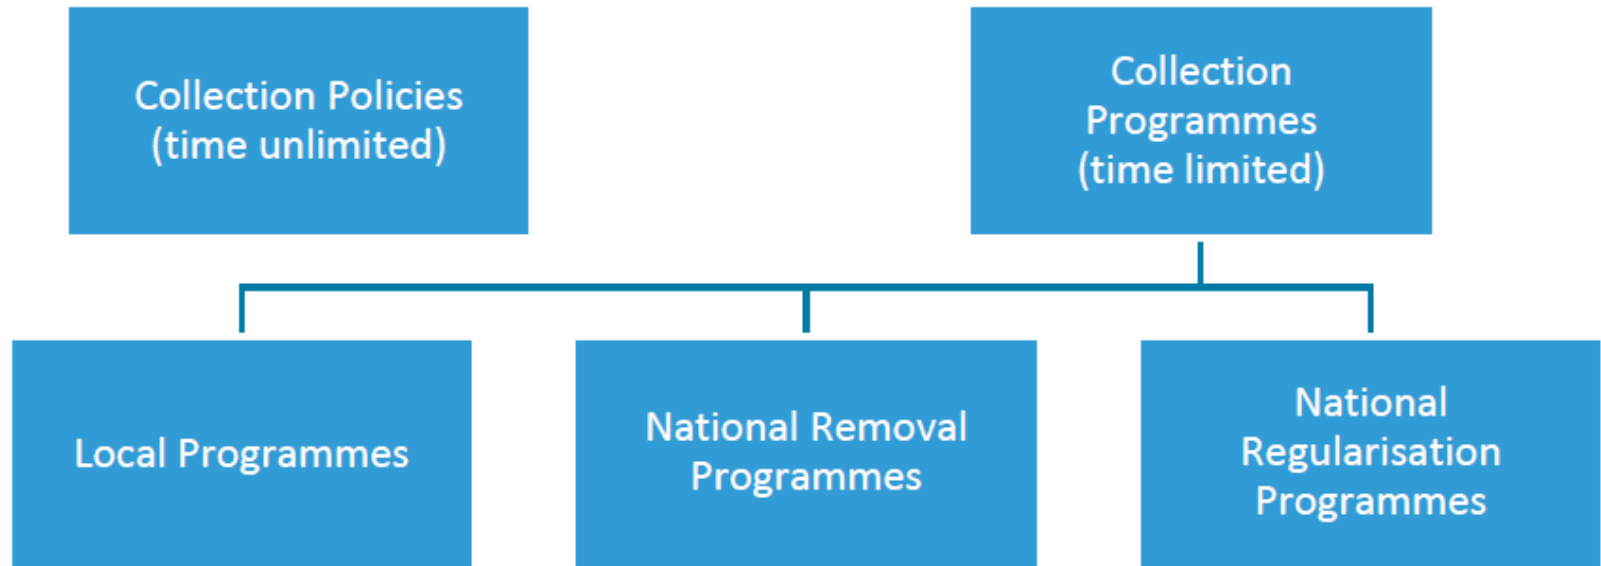 Collection Policies
(time unlimited)
Collection
Programmes
(time limited)
Local Programmes
National Removal
Programmes
National
Regularisation
Programmes